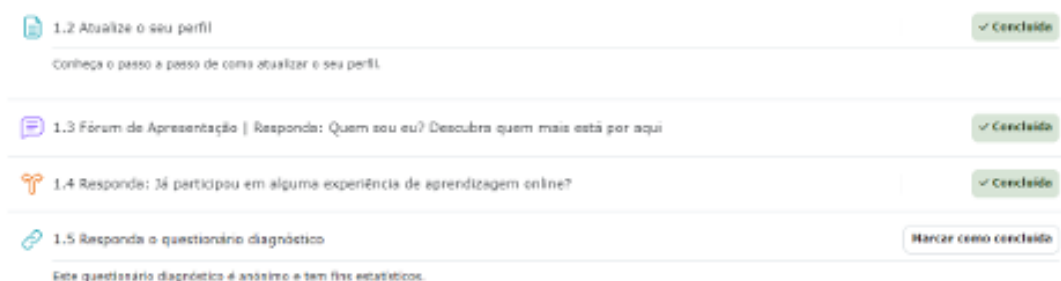 1.2 Atualize o seu perfil
✓ Concluída
Conheça o passo a passo de como atualizar o seu perfil.
1.3 Fórum de Apresentação | Responda: Quem sou eu? Descubra quem mais está por aqui
✓ Concluída
1.4 Responda: Já participou em alguma experiência de aprendizagem online?
✓ Concluída
1.5 Responda o questionário diagnóstico
Marcar como concluída
Este questionário diagnóstico é anônimo e tem fins estatísticos.